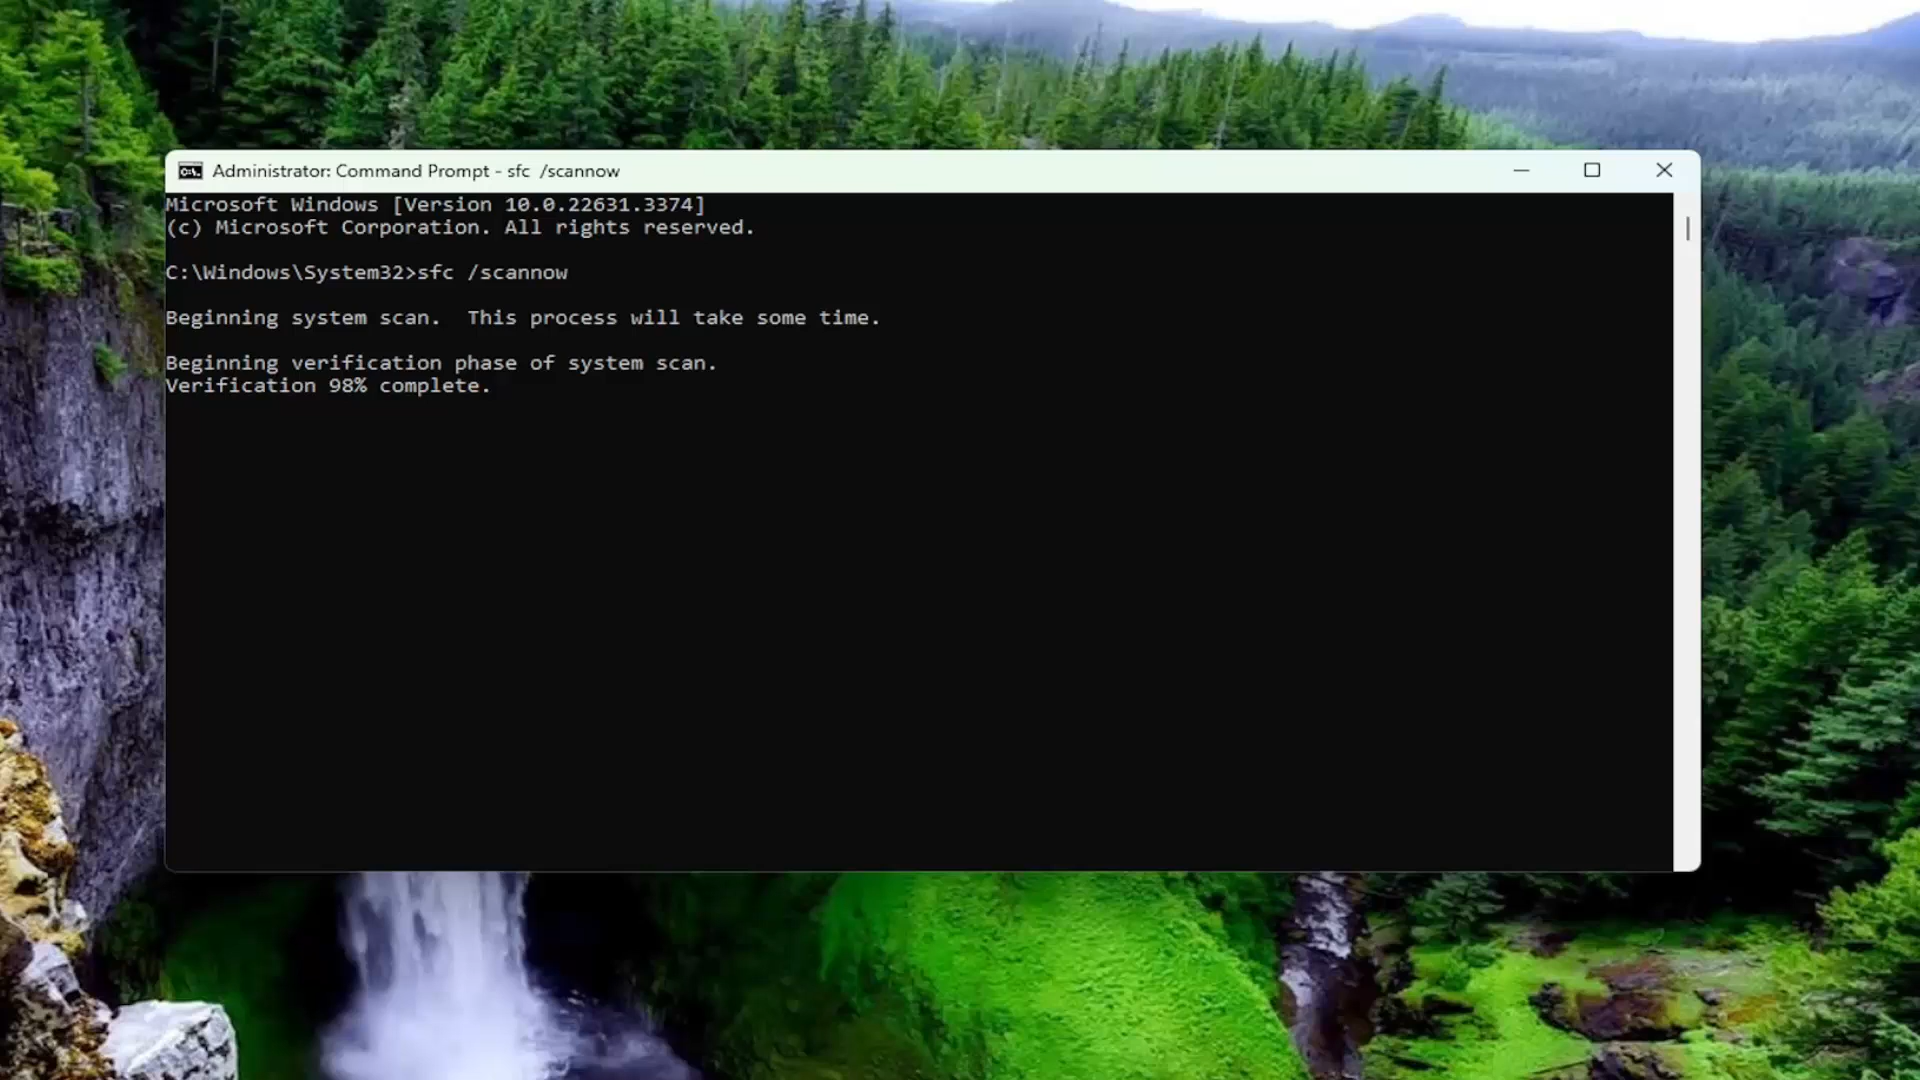 Administrator: Command Prompt - sfc  /scannow
Microsoft Windows [Version 10.0.22631.3374]
(c) Microsoft Corporation. All rights reserved.
C:\Windows\System32>sfc /scannow
Beginning system scan.  This process will take some time.
Beginning verification phase of system scan.
Verification 98% complete.